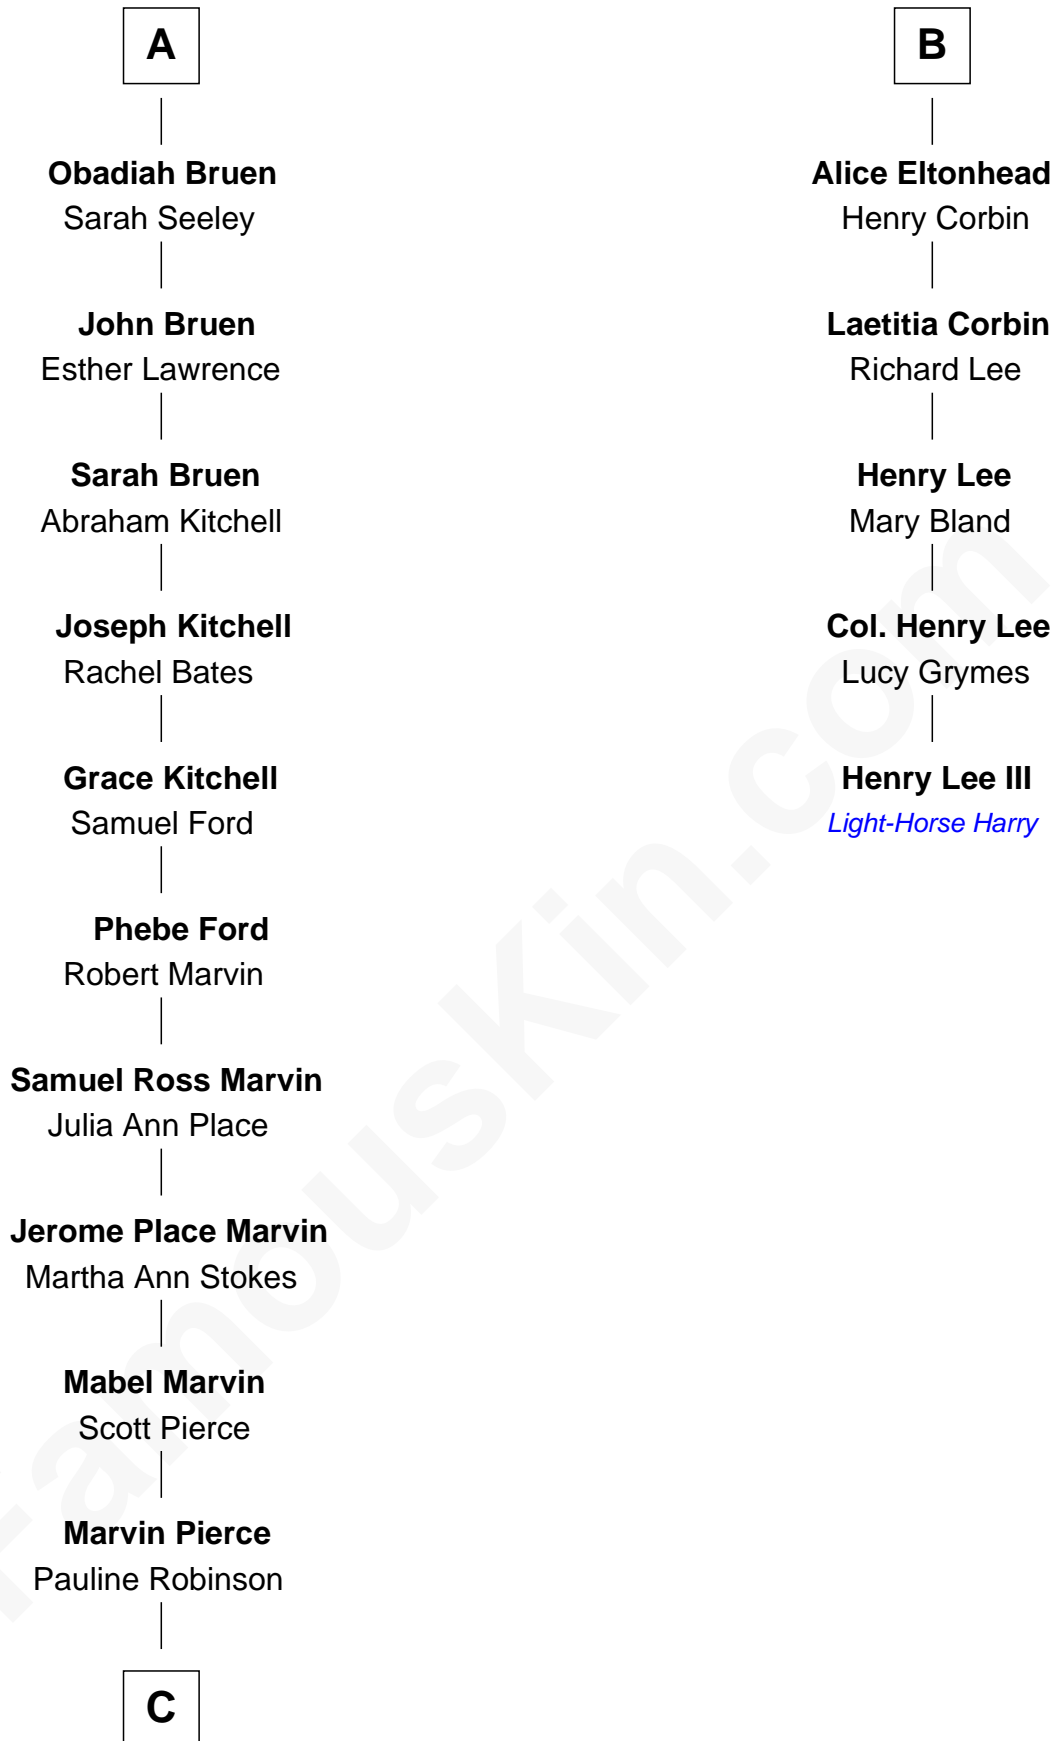 A
Obadiah Bruen
Sarah Seeley
John Bruen
Esther Lawrence
Sarah Bruen
Abraham Kitchell
Joseph Kitchell
Rachel Bates
Grace Kitchell
Samuel Ford
Phebe Ford
Robert Marvin
Samuel Ross Marvin
Julia Ann Place
Jerome Place Marvin
Martha Ann Stokes
Mabel Marvin
Scott Pierce
Marvin Pierce
Pauline Robinson
C
B
Alice Eltonhead
Henry Corbin
Laetitia Corbin
Richard Lee
Henry Lee
Mary Bland
Col. Henry Lee
Lucy Grymes
Henry Lee III
Light-Horse Harry
FamousKin.com